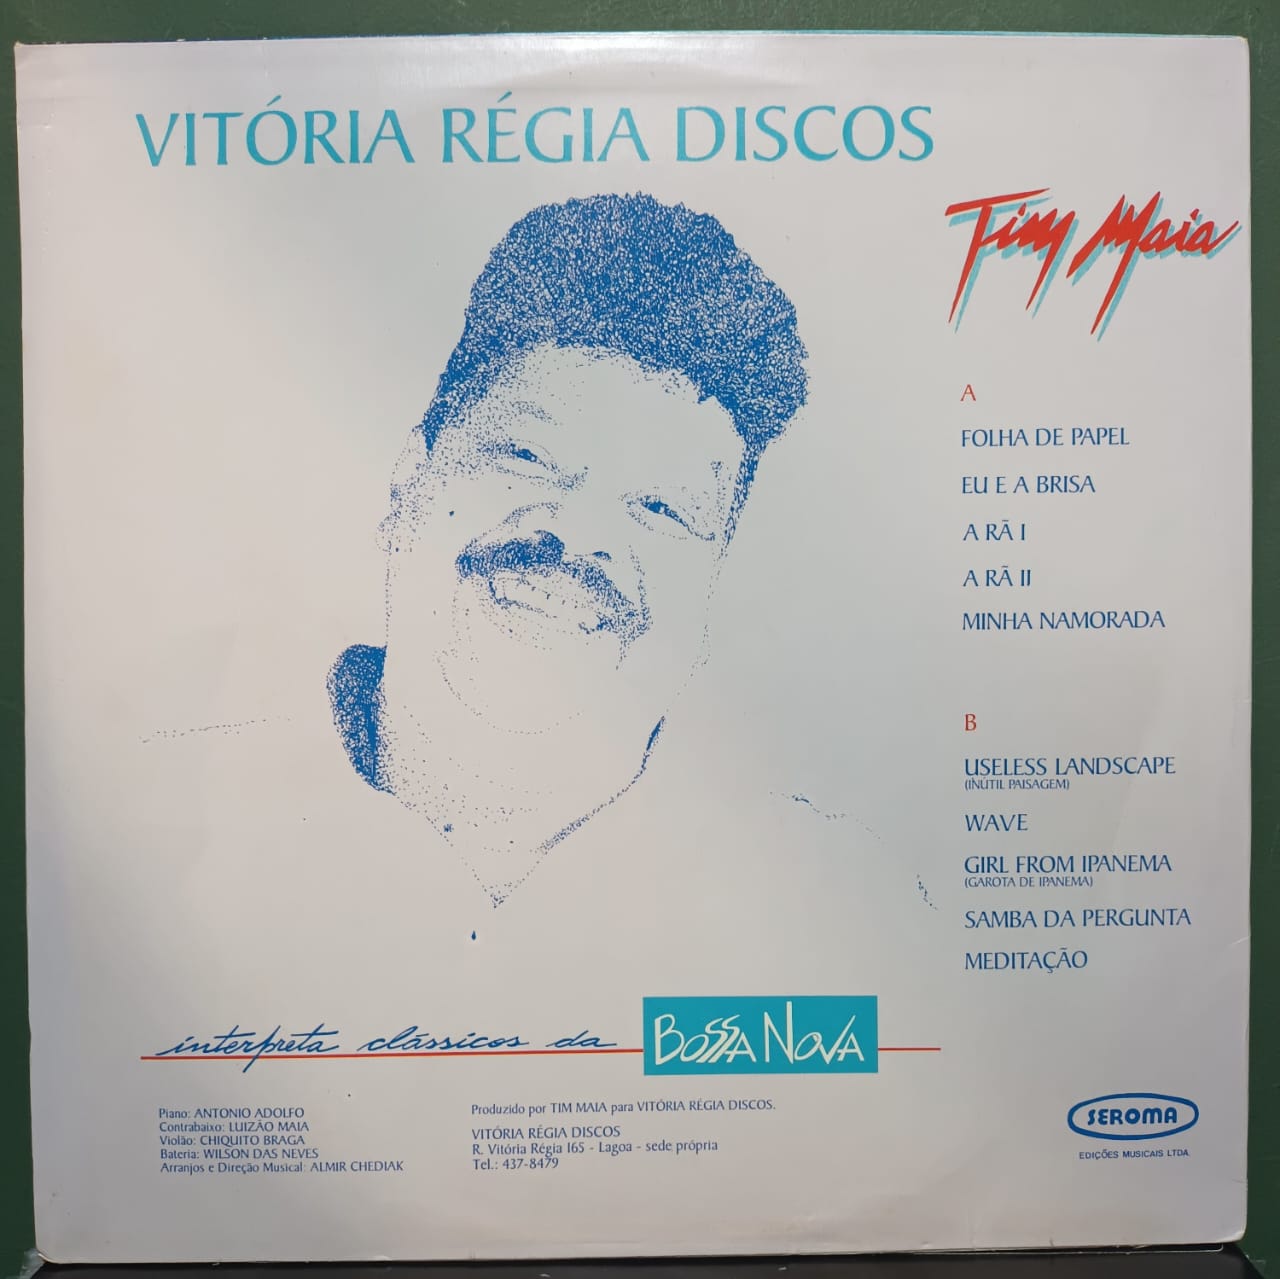 VITÓRIA RÉGIA DISCOS
Tim Maia
A
FOLHA DE PAPEL
EU E A BRISA
A RÃ I
A RÃ II
MINHA NAMORADA
B
USELESS LANDSCAPE
(INÚTIL PAISAGEM)
WAVE
GIRL FROM IPANEMA
(GAROTA DE IPANEMA)
SAMBA DA PERGUNTA
MEDITAÇÃO
interpreta clássicos da BOSSA NOVA
Piano: ANTONIO ADOLFO
Contrabaixo: LUIZÃO MAIA
Violão: CHIQUITO BRAGA
Bateria: WILSON DAS NEVES
Arranjos e Direção Musical: ALMIR CHEDIAK
Produzido por TIM MAIA para VITÓRIA RÉGIA DISCOS.
VITÓRIA RÉGIA DISCOS
R. Vitória Régia 165 - Lagoa - sede própria
Tel.: 437-8479
SEROMA
EDIÇÕES MUSICAIS LTDA.